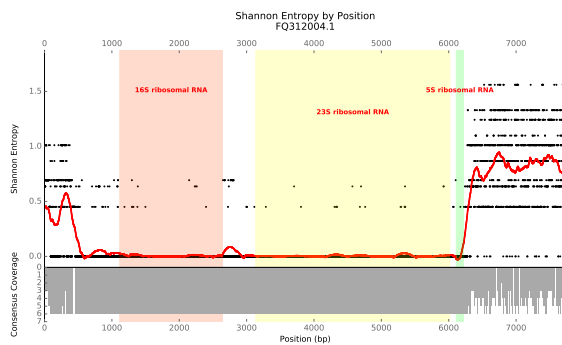 Shannon Entropy by Position
FQ312004.1
0 1000 2000 3000 4000 5000 6000 7000
16S ribosomal RNA
23S ribosomal RNA
5S ribosomal RNA
Shannon Entropy
1.5
1.0
0.5
0.0
Consensus Coverage
0
1
2
3
4
5
6
7
0 1000 2000 3000 4000 5000 6000 7000
Position (bp)